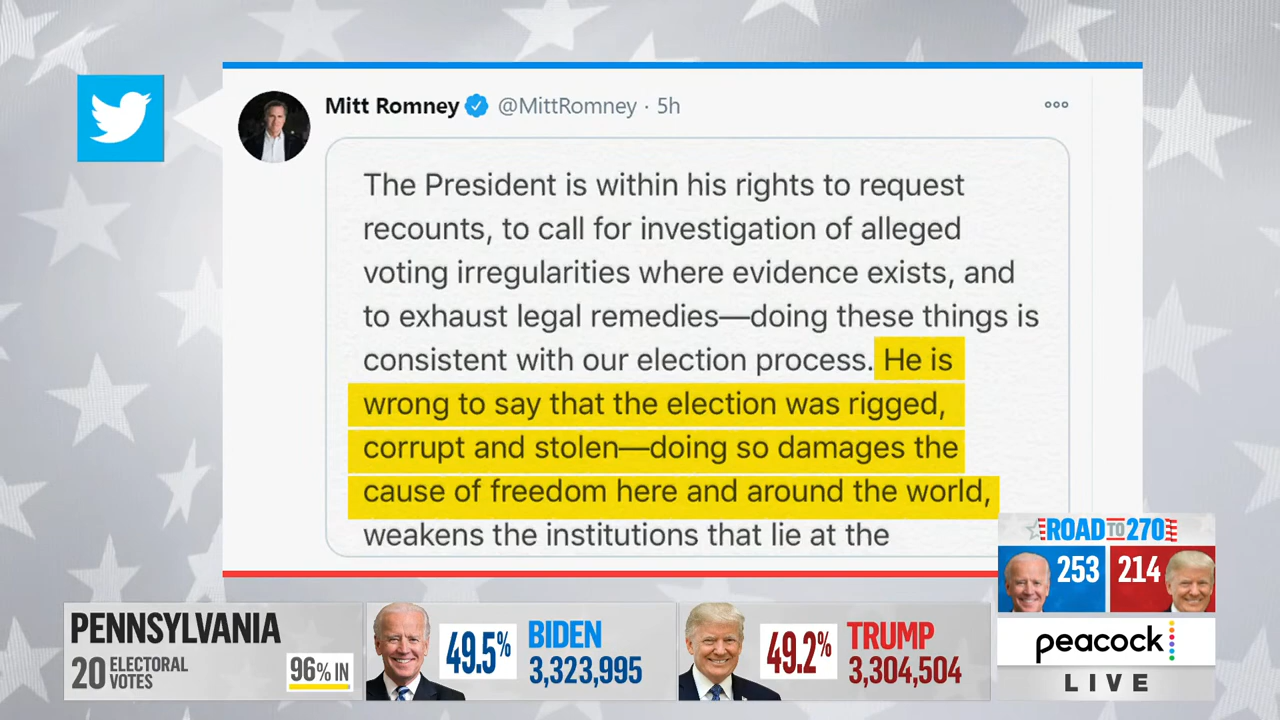 Mitt Romney @MittRomney · 5h
The President is within his rights to request
recounts, to call for investigation of alleged
voting irregularities where evidence exists, and
to exhaust legal remedies—doing these things is
consistent with our election process. He is
wrong to say that the election was rigged,
corrupt and stolen—doing so damages the
cause of freedom here and around the world,
weakens the institutions that lie at the
ROAD TO 270
253 214
PENNSYLVANIA
20 ELECTORAL VOTES
96% IN
49.5% BIDEN
3,323,995
49.2% TRUMP
3,304,504
peacock
LIVE